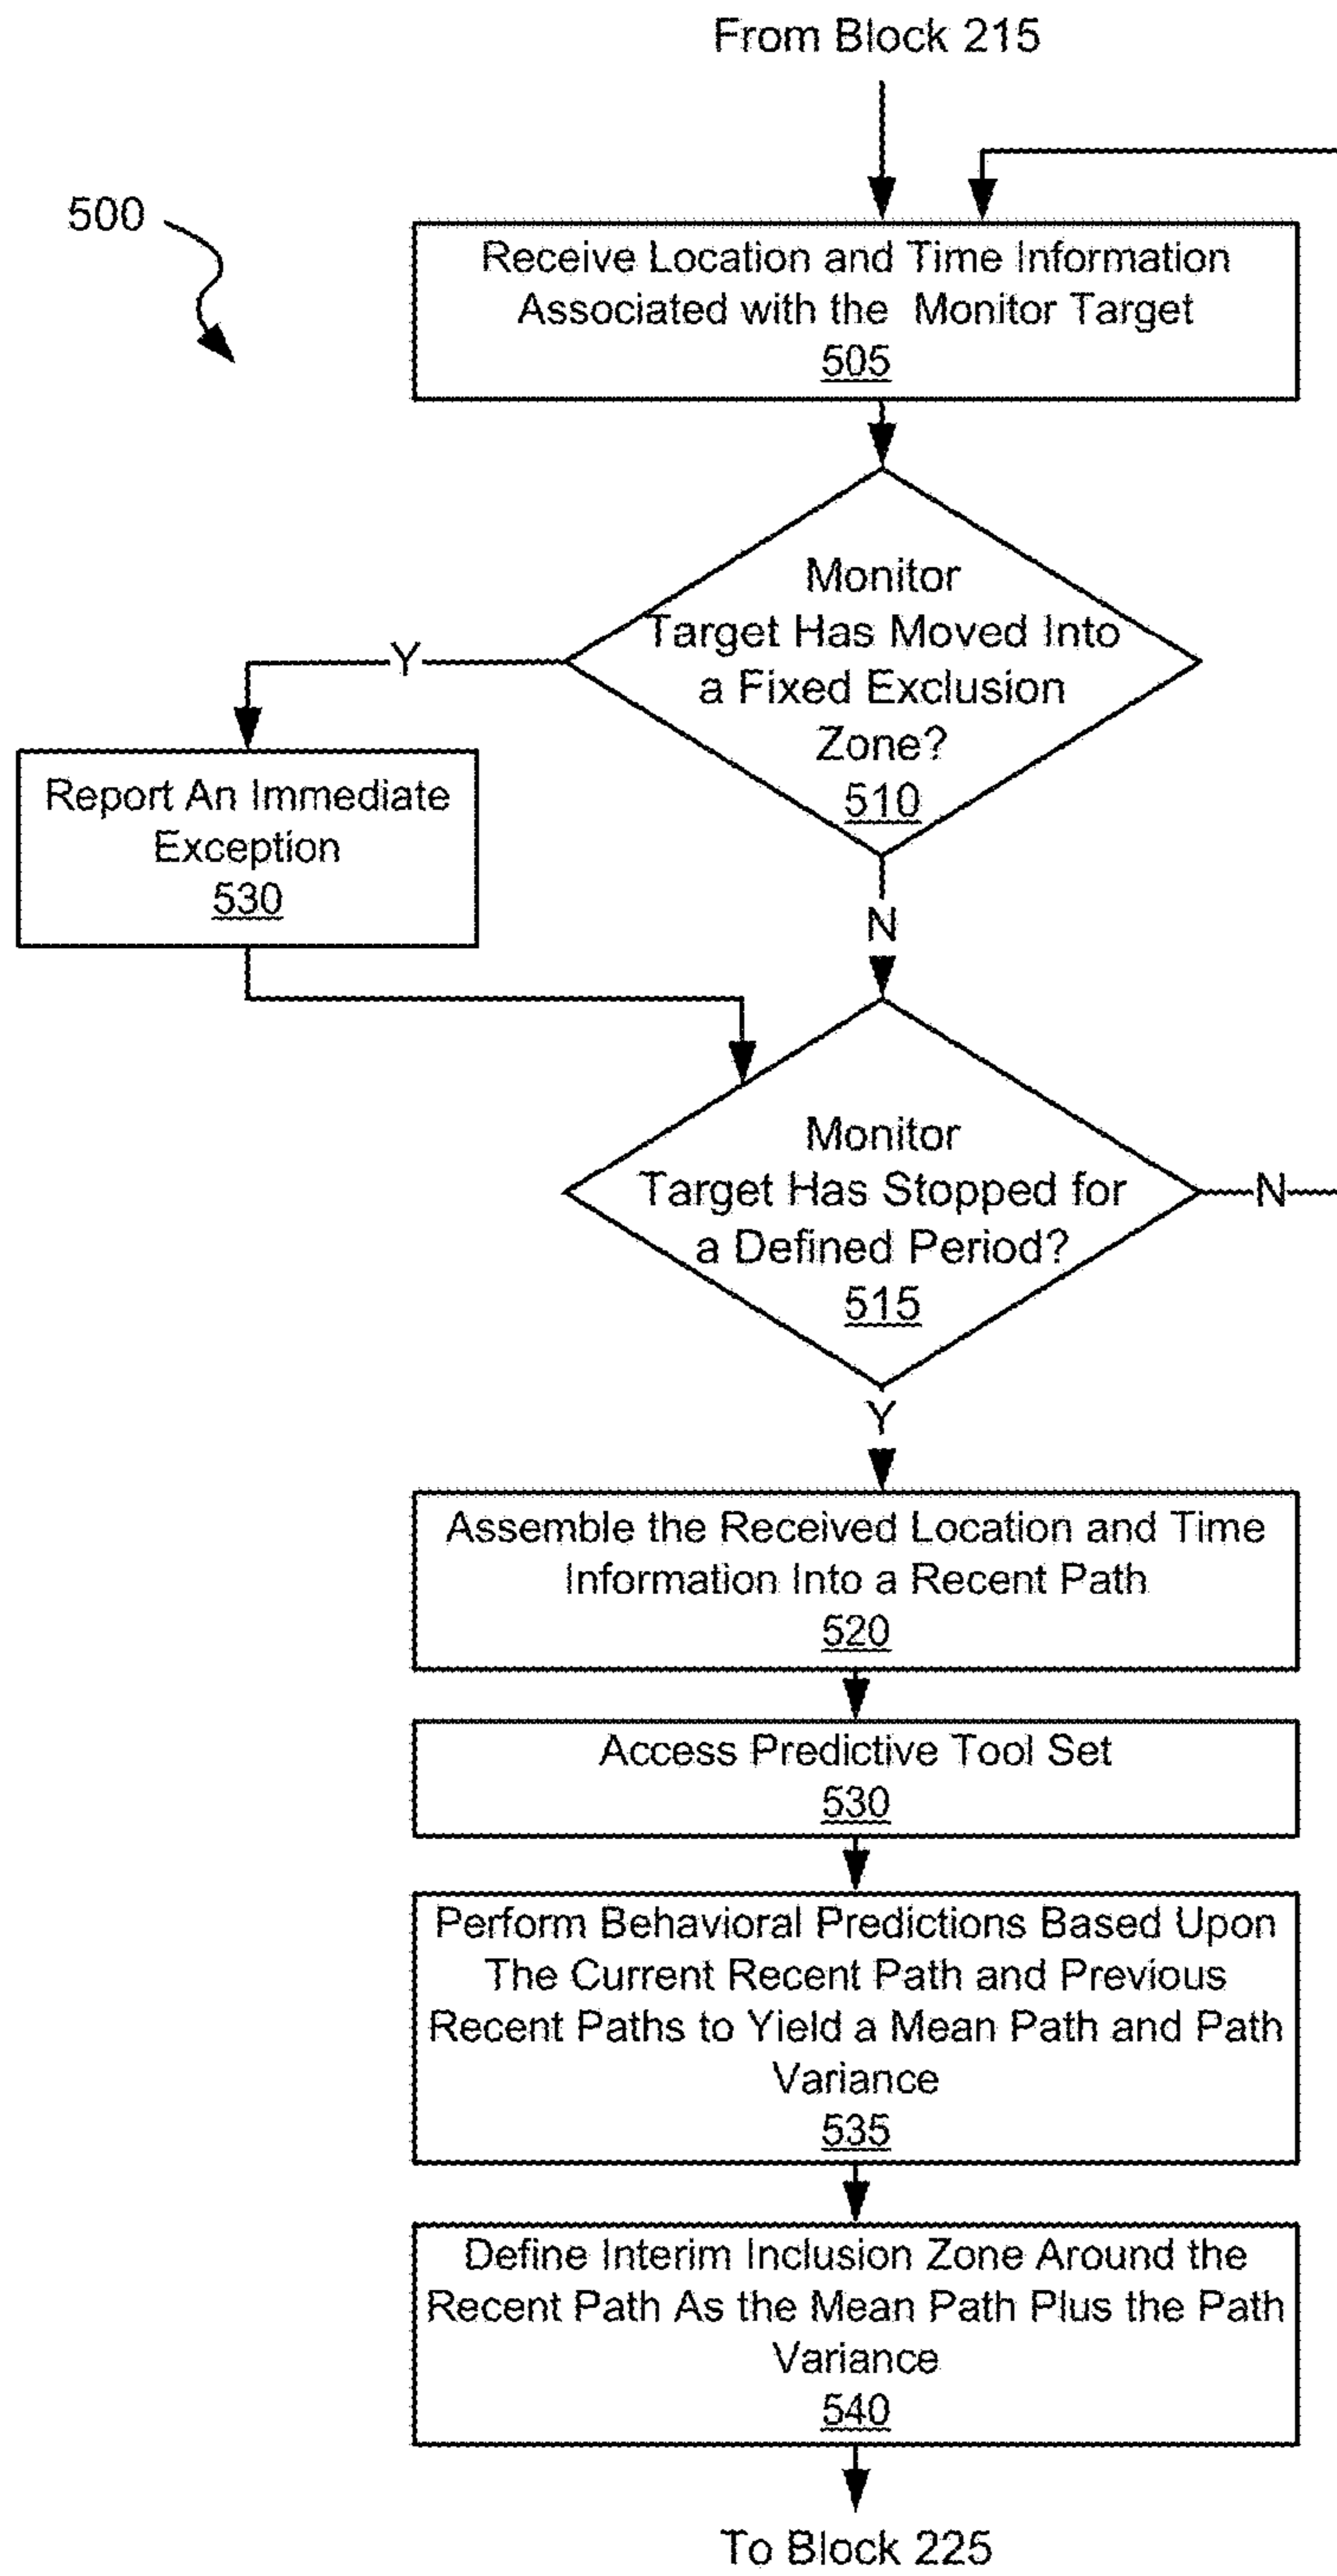 From Block 215
500
Receive Location and Time Information
Associated with the Monitor Target
505
Monitor
Target Has Moved Into
a Fixed Exclusion
Zone?
510
Y
Report An Immediate
Exception
530
N
Monitor
Target Has Stopped for
a Defined Period?
515
N
Y
Assemble the Received Location and Time
Information Into a Recent Path
520
Access Predictive Tool Set
530
Perform Behavioral Predictions Based Upon
The Current Recent Path and Previous
Recent Paths to Yield a Mean Path and Path
Variance
535
Define Interim Inclusion Zone Around the
Recent Path As the Mean Path Plus the Path
Variance
540
To Block 225